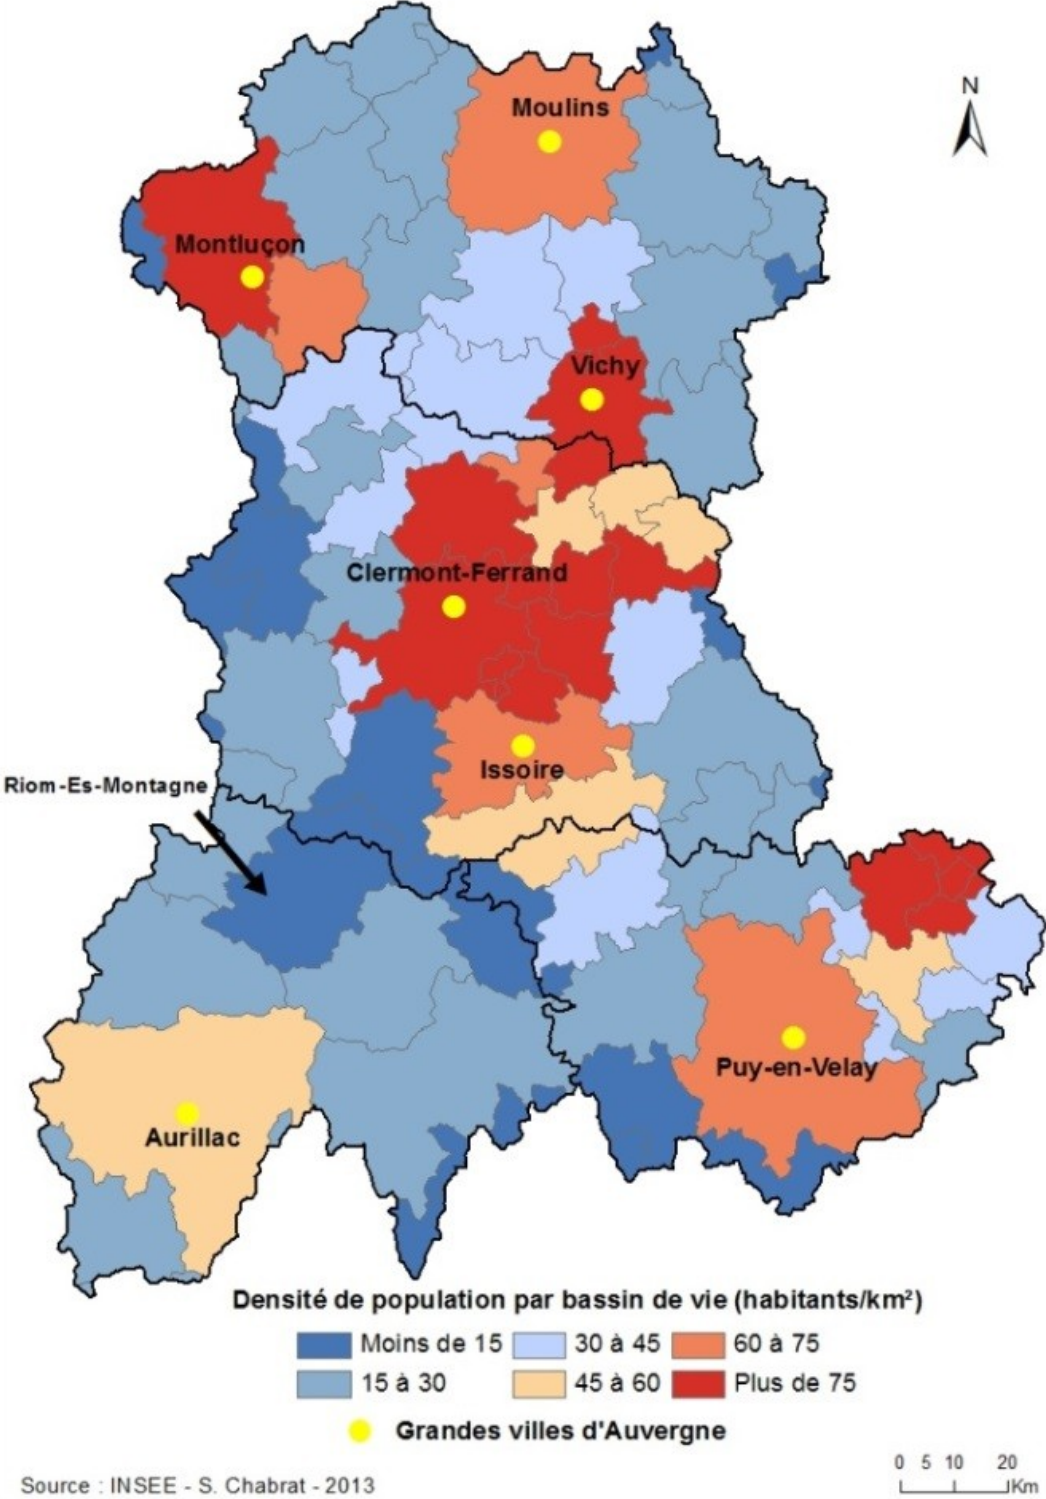 N
Moulins
Montluçon
Vichy
Clermont-Ferrand
Issoire
Riom-Es-Montagne
Puy-en-Velay
Aurillac
Densité de population par bassin de vie (habitants/km²)
Moins de 15 30 à 45 60 à 75
15 à 30 45 à 60 Plus de 75
Grandes villes d'Auvergne
0 5 10 20
Km
Source : INSEE - S. Chabrat - 2013